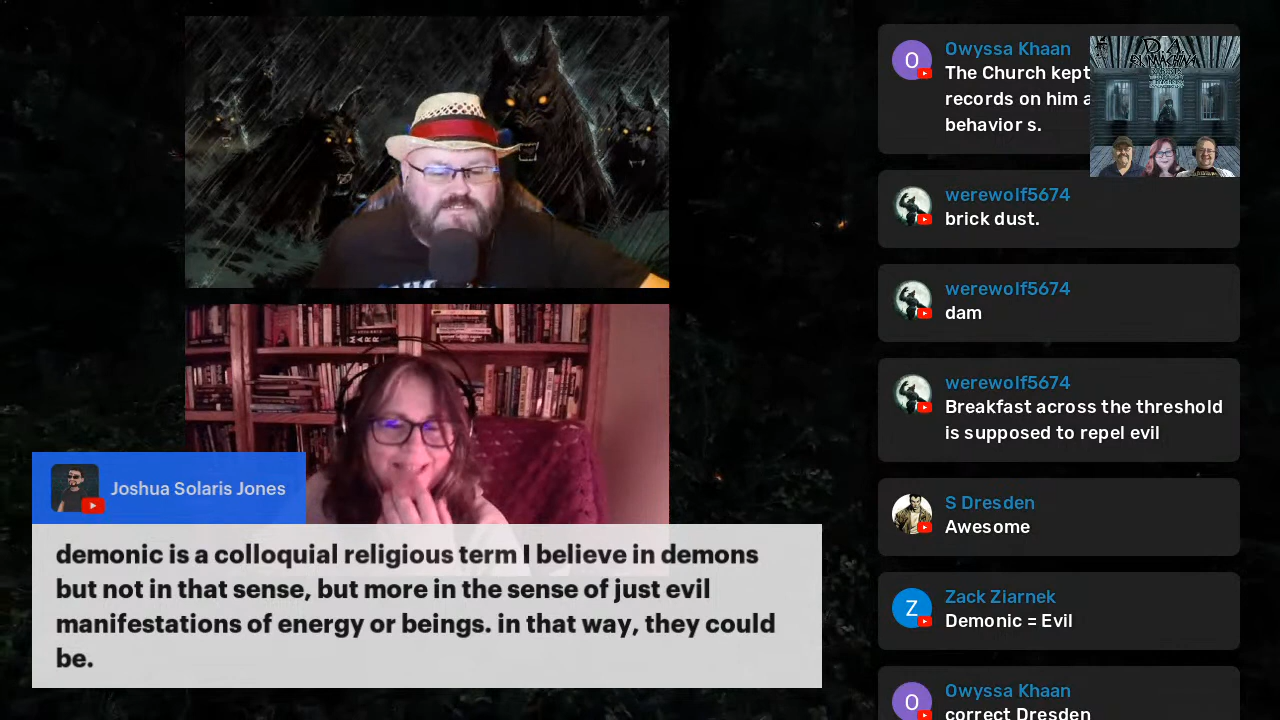 Owyssa Khaan
The Church kept
records on him a
behavior s.
werewolf5674
brick dust.
werewolf5674
dam
werewolf5674
Breakfast across the threshold
is supposed to repel evil
S Dresden
Awesome
Zack Ziarnek
Demonic = Evil
Owyssa Khaan
correct Dresden
Joshua Solaris Jones
demonic is a colloquial religious term I believe in demons
but not in that sense, but more in the sense of just evil
manifestations of energy or beings. in that way, they could
be.